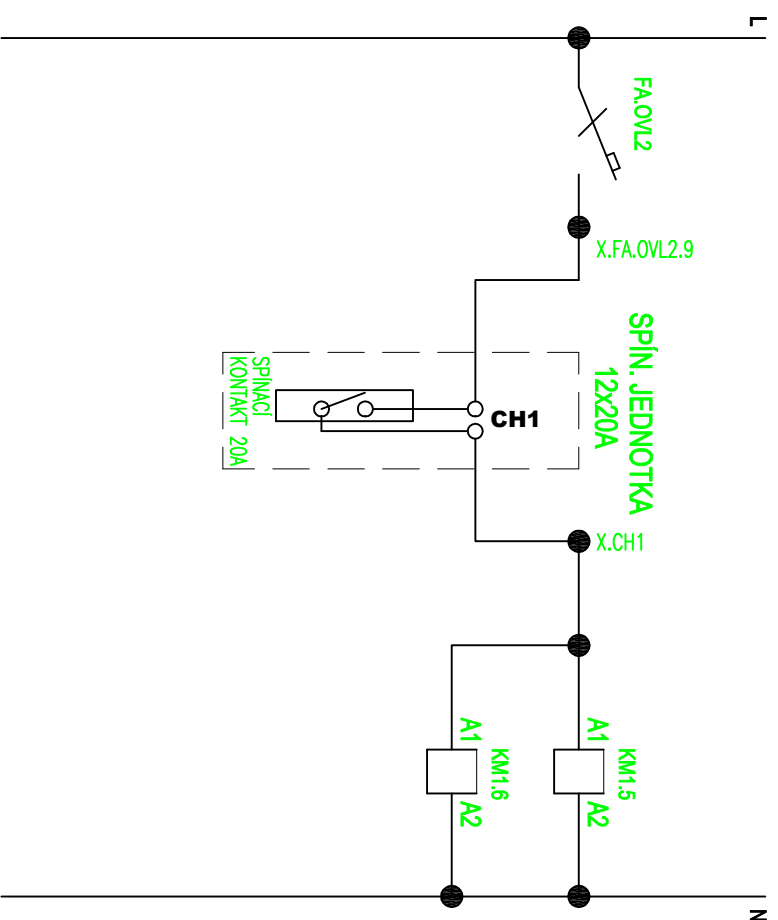 L
FA.OVL2
X.FA.OVL2.9
SPÍN. JEDNOTKA
12x20A
CH1
SPÍNACÍ
KONTAKT 20A
X.CH1
A1
KM1.5
A2
A1
KM1.6
A2
N